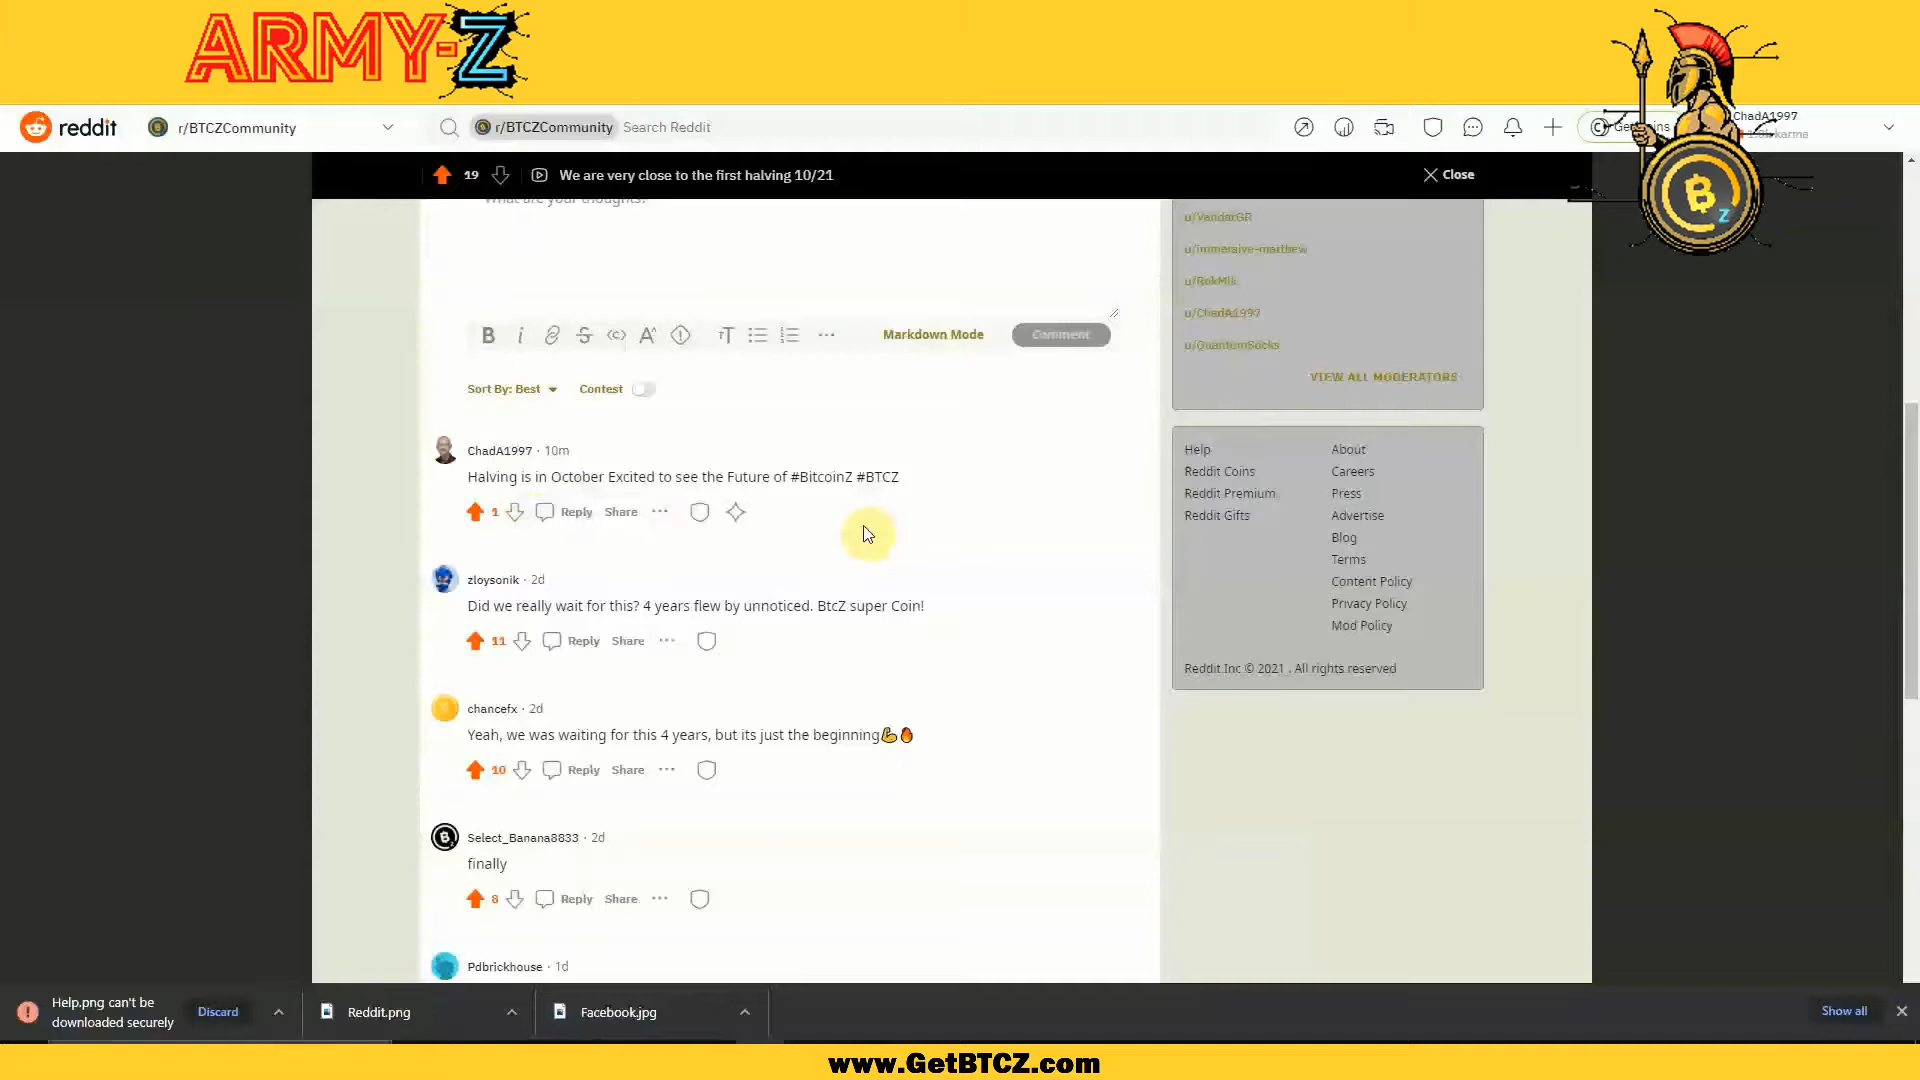 ARMY-Z
reddit
r/BTCZCommunity
r/BTCZCommunity Search Reddit
ChadA1997
karma
19
We are very close to the first halving 10/21
Close
What are your thoughts?
u/VandarGR
u/immersive-matthew
u/RokMlk
u/ChadA1997
u/QuantumSocks
VIEW ALL MODERATORS
Markdown Mode
Comment
Sort By: Best
Contest
ChadA1997 · 10m
Halving is in October Excited to see the Future of #BitcoinZ #BTCZ
1
Reply Share
zloysonik · 2d
Did we really wait for this? 4 years flew by unnoticed. BtcZ super Coin!
11
Reply Share
chancefx · 2d
Yeah, we was waiting for this 4 years, but its just the beginning💪🔥
10
Reply Share
Select_Banana8833 · 2d
finally
8
Reply Share
Pdbrickhouse · 1d
Help
About
Reddit Coins
Careers
Reddit Premium
Press
Reddit Gifts
Advertise
Blog
Terms
Content Policy
Privacy Policy
Mod Policy
Reddit Inc © 2021 . All rights reserved
Help.png can't be
downloaded securely
Discard
Reddit.png
Facebook.jpg
Show all
www.GetBTCZ.com